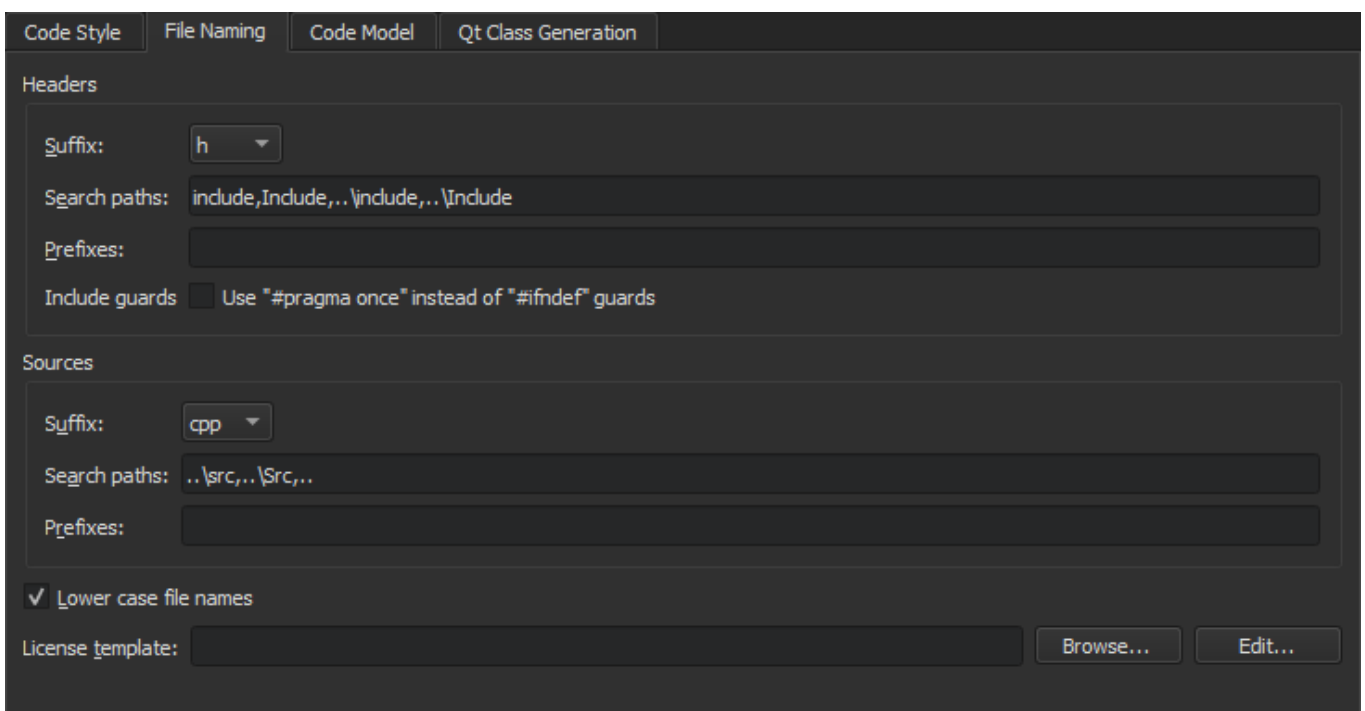 Code Style File Naming Code Model Qt Class Generation
Headers
Suffix: h
Search paths: include,Include,..\include,..\Include
Prefixes:
Include guards Use "#pragma once" instead of "#ifndef" guards
Sources
Suffix: cpp
Search paths: ..\src,..\Src,..
Prefixes:
Lower case file names
License template: Browse... Edit...